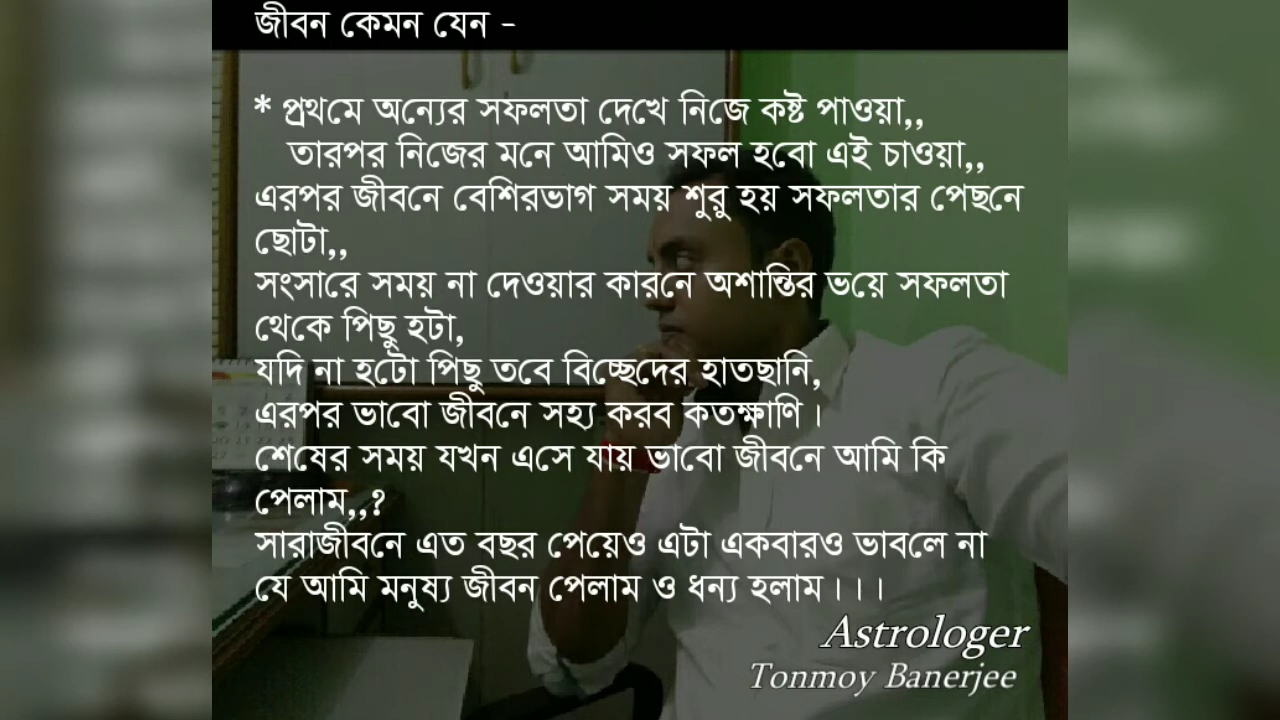 জীবন কেমন যেন -
* প্রথমে অন্যের সফলতা দেখে নিজে কষ্ট পাওয়া,,
তারপর নিজের মনে আমিও সফল হবো এই চাওয়া,,
এরপর জীবনে বেশিরভাগ সময় শুরু হয় সফলতার পেছনে
ছোটা,,
সংসারে সময় না দেওয়ার কারনে অশান্তির ভয়ে সফলতা
থেকে পিছু হটা,
যদি না হটো পিছু তবে বিচ্ছেদের হাতছানি,
এরপর ভাবো জীবনে সহ্য করব কতক্ষাণি।
শেষের সময় যখন এসে যায় ভাবো জীবনে আমি কি
পেলাম,,?
সারাজীবনে এত বছর পেয়েও এটা একবারও ভাবলে না
যে আমি মনুষ্য জীবন পেলাম ও ধন্য হলাম।।।
Astrologer
Tonmoy Banerjee